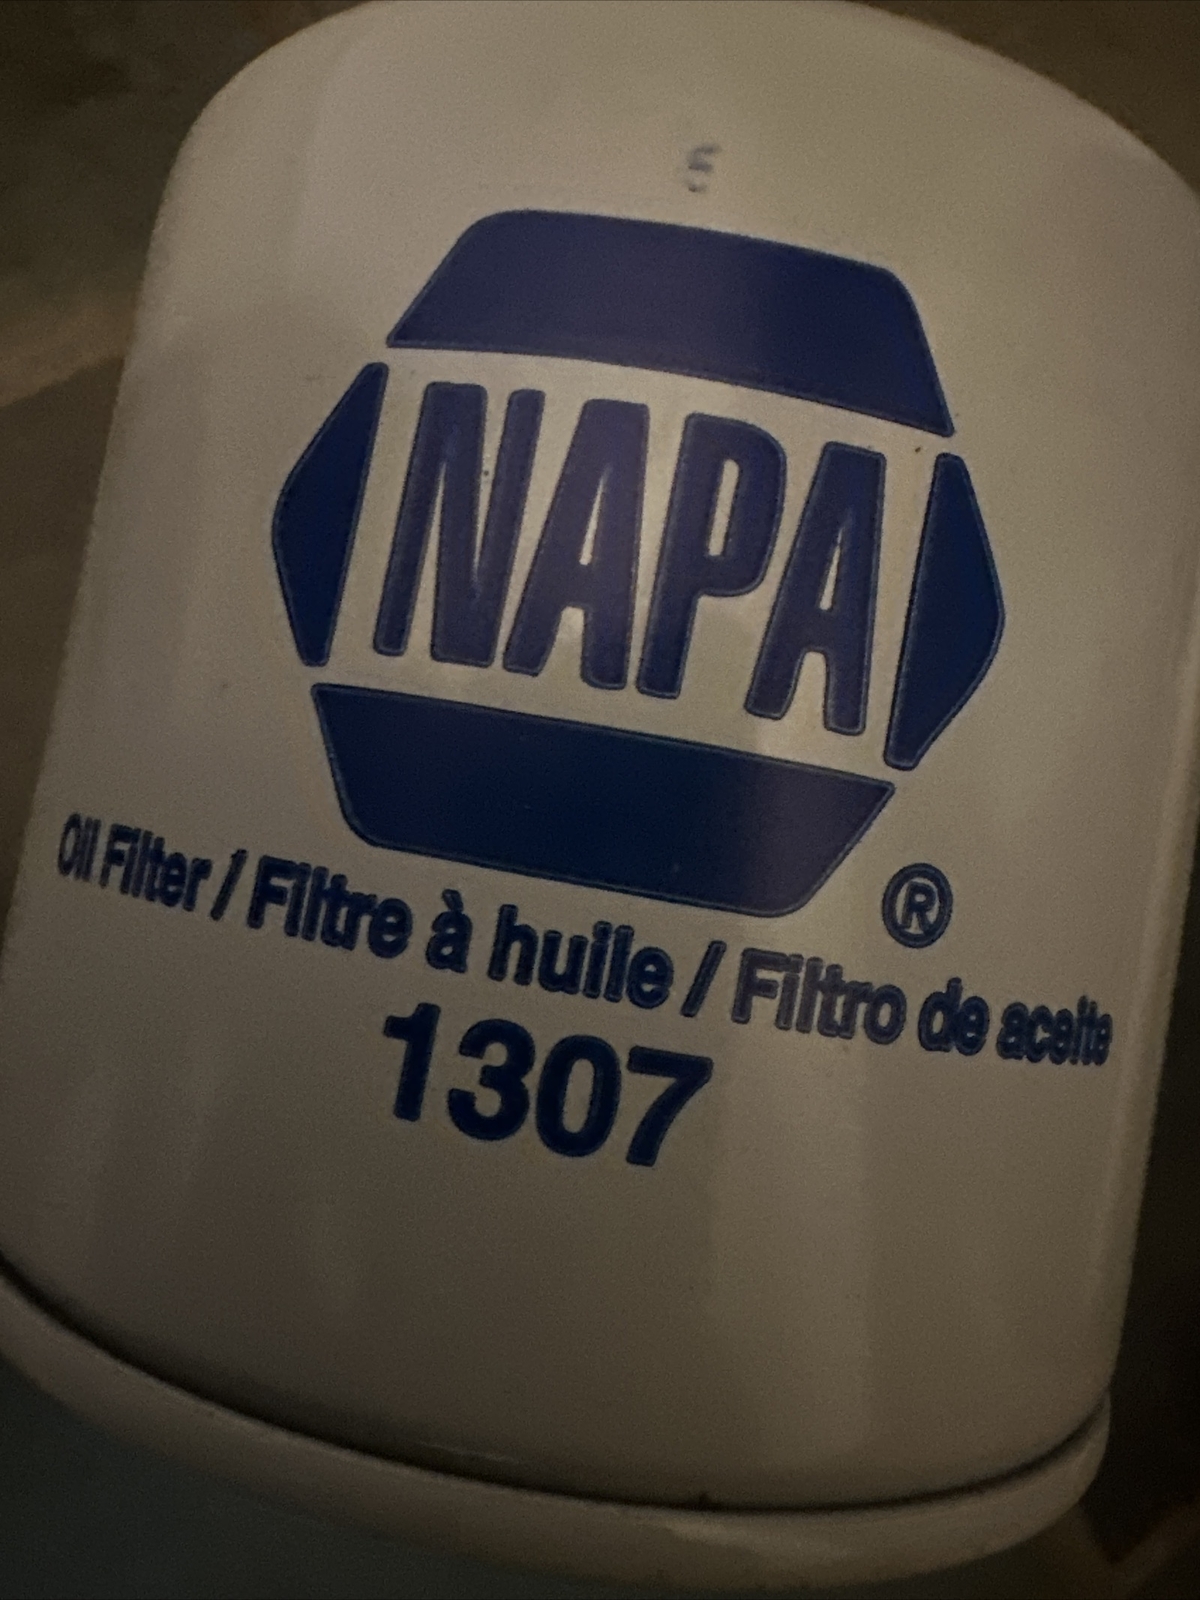 NAPA
®
Oil Filter / Filtre à huile / Filtro de aceite
1307